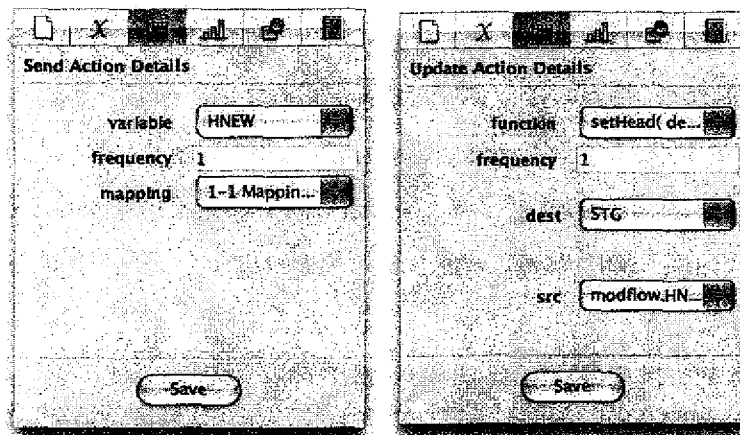 Send Action Details
variable HNEW
frequency 1
mapping 1-1 Mappin...
Save
Update Action Details
function setHead( de...
frequency 1
dest STG
src modflow.HN...
Save